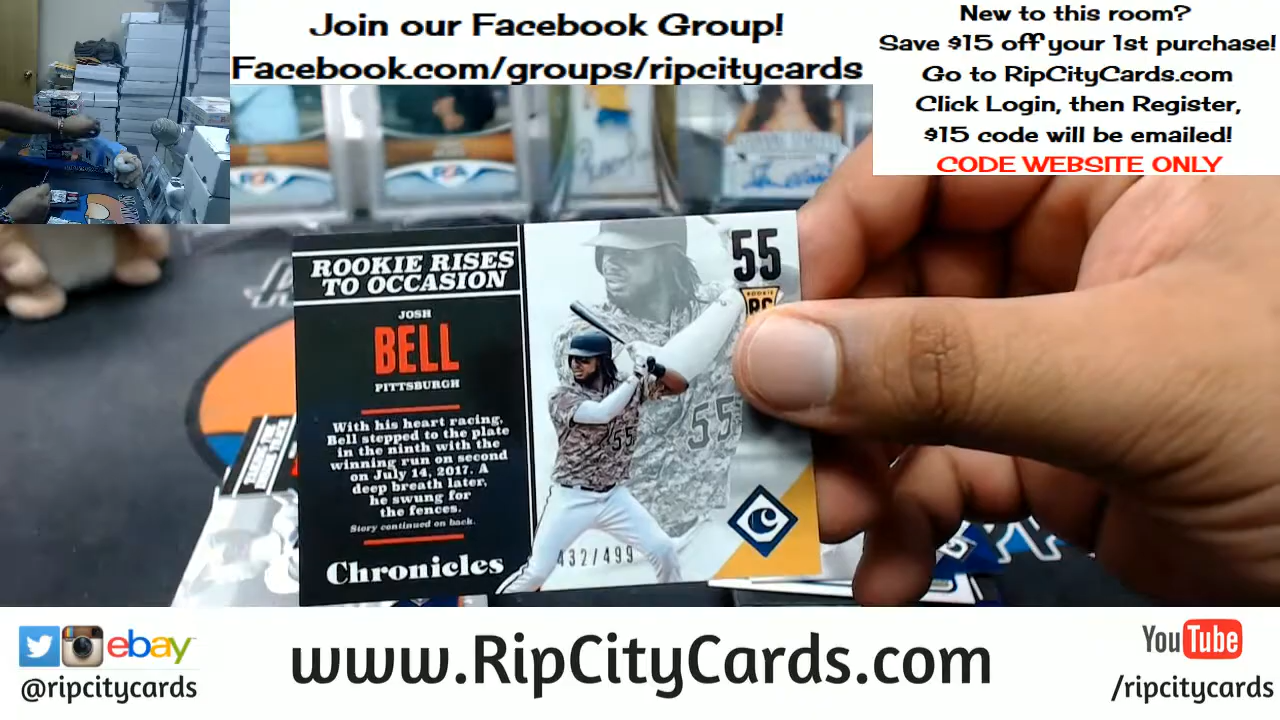 Join our Facebook Group!
Facebook.com/groups/ripcitycards
New to this room?
Save $15 off your 1st purchase!
Go to RipCityCards.com
Click Login, then Register,
$15 code will be emailed!
CODE WEBSITE ONLY
ROOKIE RISES
TO OCCASION
JOSH
BELL
PITTSBURGH
With his heart racing,
Bell stepped to the plate
in the ninth with the
winning run on second
on July 14, 2017. A
deep breath later,
he swung for
the fences.
Story continued on back.
Chronicles
55
ROOKIE
RC
55
55
C
432/499
ebay
@ripcitycards
www.RipCityCards.com
YouTube
/ripcitycards